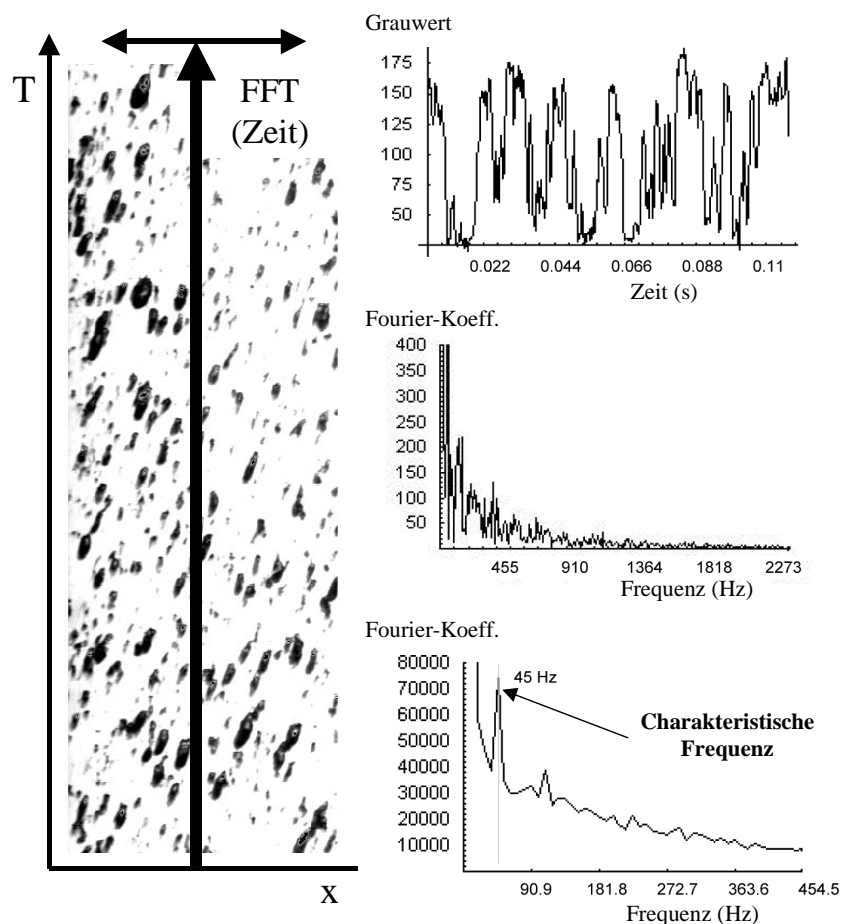 T
FFT
(Zeit)
x
Grauwert
175
150
125
100
75
50
0.022 0.044 0.066 0.088 0.11
Zeit (s)
Fourier-Koeff.
400
350
300
250
200
150
100
50
455 910 1364 1818 2273
Frequenz (Hz)
Fourier-Koeff.
80000
70000
60000
50000
40000
30000
20000
10000
45 Hz
Charakteristische
Frequenz
90.9 181.8 272.7 363.6 454.5
Frequenz (Hz)